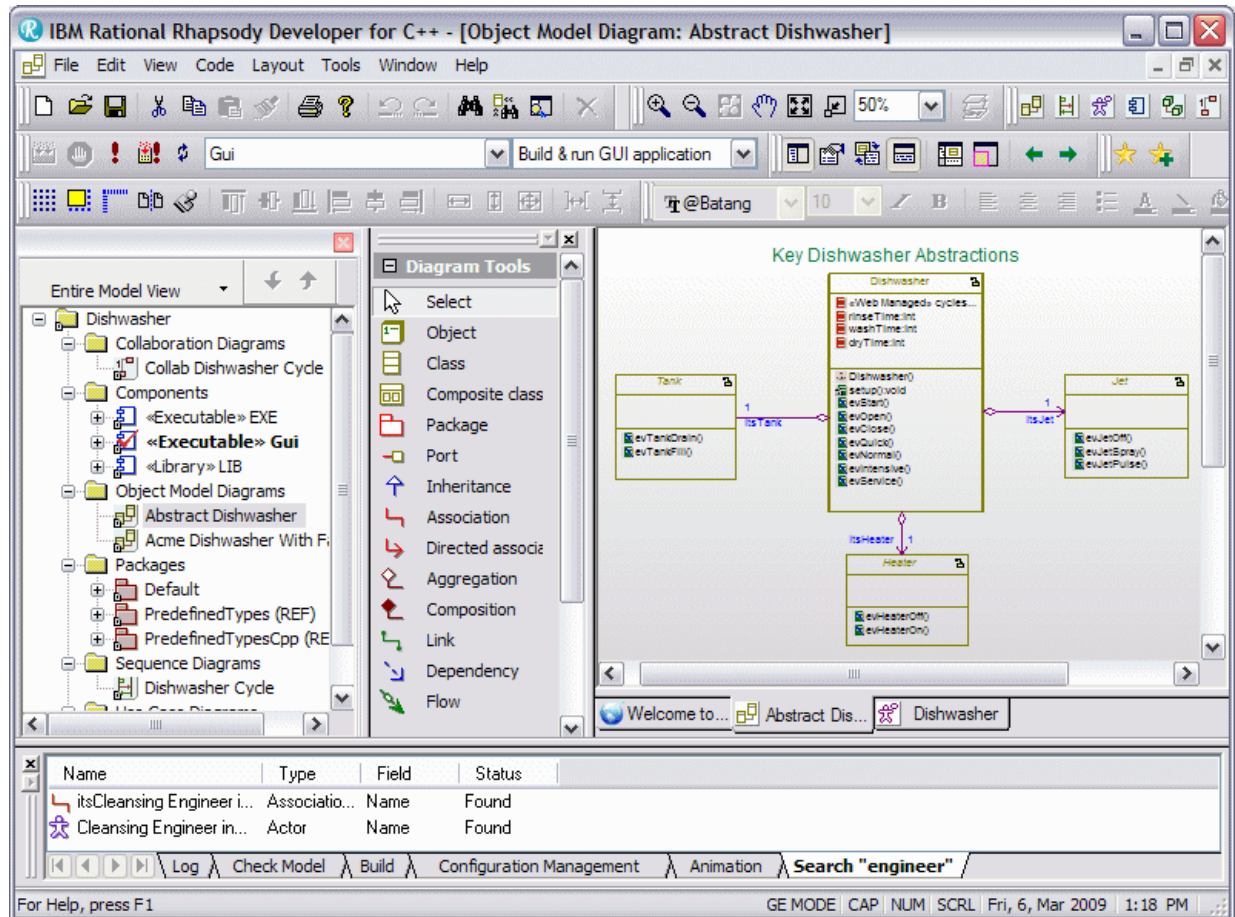 IBM Rational Rhapsody Developer for C++ - [Object Model Diagram: Abstract Dishwasher]
File Edit View Code Layout Tools Window Help
50%
Gui
Build & run GUI application
@Batang
10
Entire Model View
Dishwasher
Collaboration Diagrams
Collab Dishwasher Cycle
Components
«Executable» EXE
«Executable» Gui
«Library» LIB
Object Model Diagrams
Abstract Dishwasher
Acme Dishwasher With F
Packages
Default
PredefinedTypes (REF)
PredefinedTypesCpp (RE
Sequence Diagrams
Dishwasher Cycle
Diagram Tools
Select
Object
Class
Composite class
Package
Port
Inheritance
Association
Directed associa
Aggregation
Composition
Link
Dependency
Flow
Key Dishwasher Abstractions
Dishwasher
«Web Managed» cycles...
rinseTime:int
washTime:int
dryTime:int
Dishwasher()
setup():void
evStart()
evOpen()
evClose()
evQuick()
evNormal()
evIntensive()
evService()
Tank
evTankDrain()
evTankFill()
1
itsTank
1
itsJet
Jet
evJetOff()
evJetSpray()
evJetPulse()
itsHeater 1
Heater
evHeaterOff()
evHeaterOn()
Welcome to... Abstract Dis... Dishwasher
Name Type Field Status
itsCleansing Engineer i... Associatio... Name Found
Cleansing Engineer in... Actor Name Found
Log Check Model Build Configuration Management Animation Search "engineer"
For Help, press F1
GE MODE CAP NUM SCRL Fri, 6, Mar 2009 1:18 PM